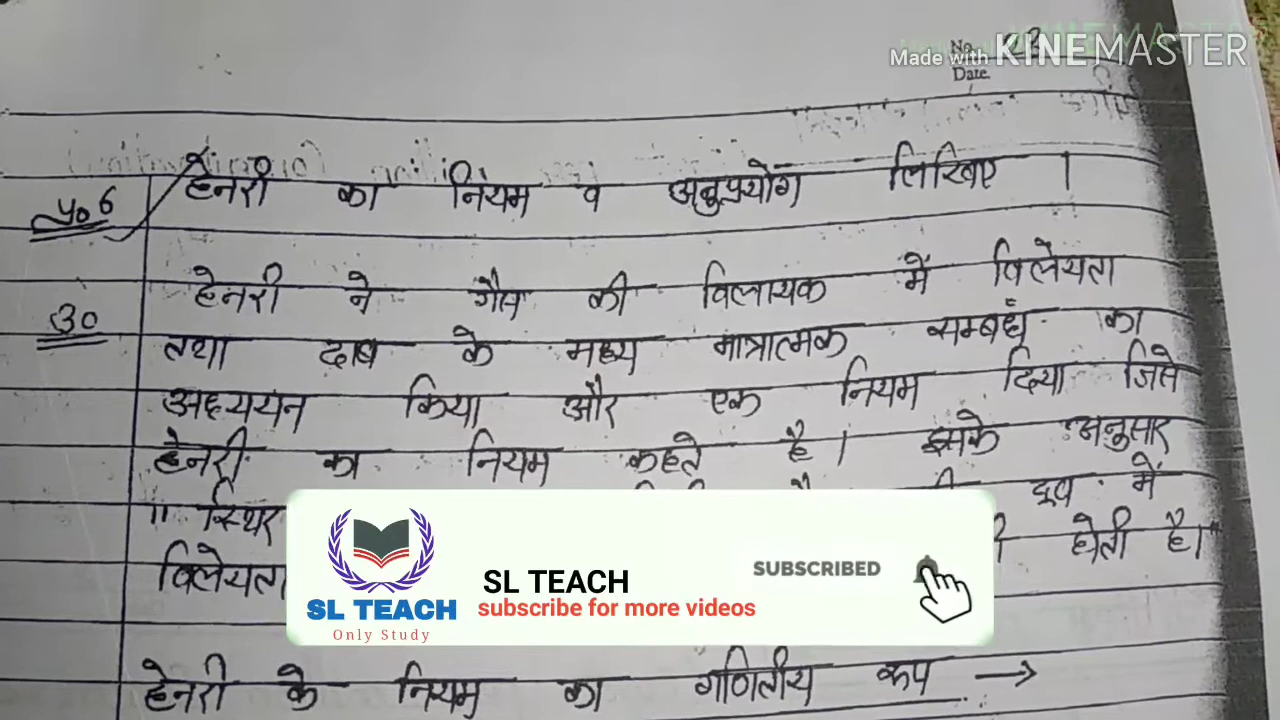 No. 23
Made with KINEMASTER
Date
प्र० 6 हेनरी का नियम व अनुप्रयोग लिखिए ।
उ० हेनरी ने गैस की विलायक में विलेयता
तथा दाब के मध्य मात्रात्मक सम्बंध का
अध्ययन किया और एक नियम दिया जिसे
हेनरी का नियम कहते है । इसके अनुसार
" स्थिर द्रव में
विलेयता होती है।"
SL TEACH
subscribe for more videos
SUBSCRIBED
SL TEACH
Only Study
हेनरी के नियम का गणितीय रूप →